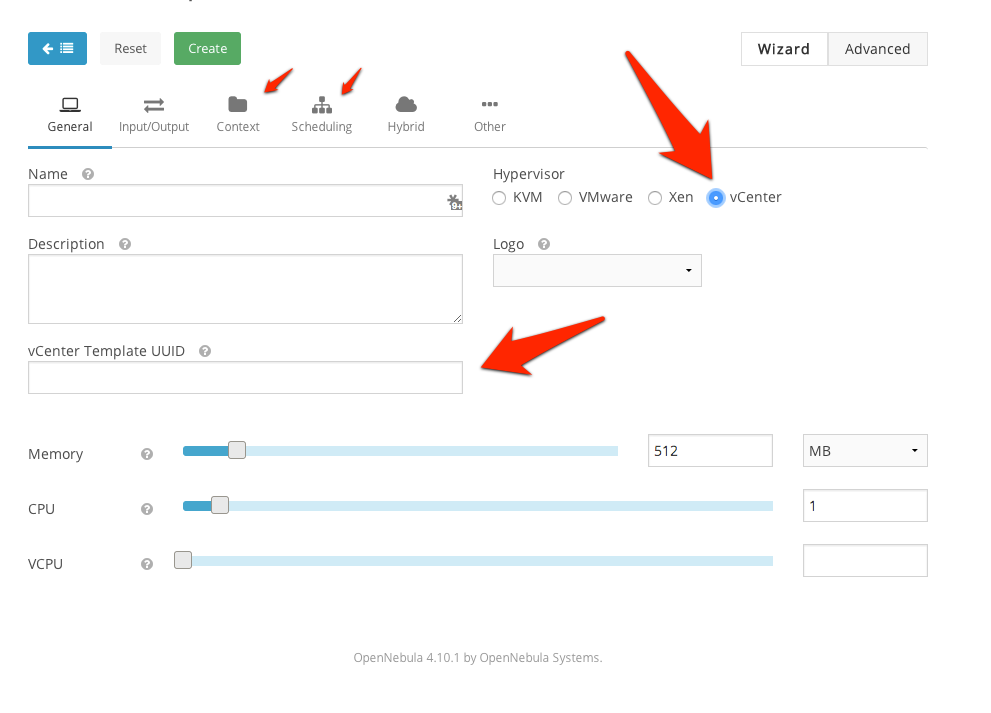 Reset
Create
Wizard
Advanced
General
Input/Output
Context
Scheduling
Hybrid
Other
Name
Hypervisor
KVM
VMware
Xen
vCenter
Description
Logo
vCenter Template UUID
Memory
512
MB
CPU
1
VCPU
OpenNebula 4.10.1 by OpenNebula Systems.